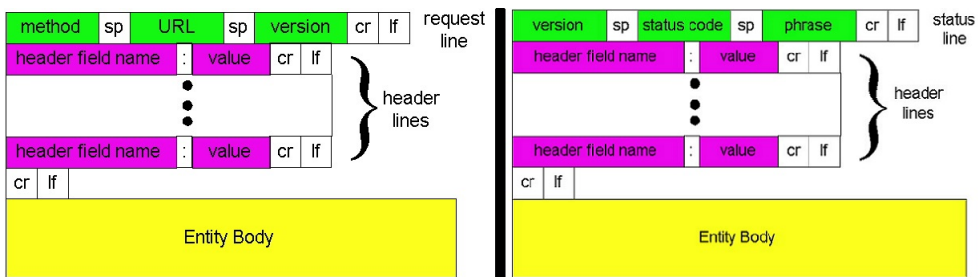 method sp URL sp version cr lf request line
header field name : value cr lf
header lines
header field name : value cr lf
cr lf
Entity Body
version sp status code sp phrase cr lf status line
header field name : value cr lf
header lines
header field name : value cr lf
cr lf
Entity Body